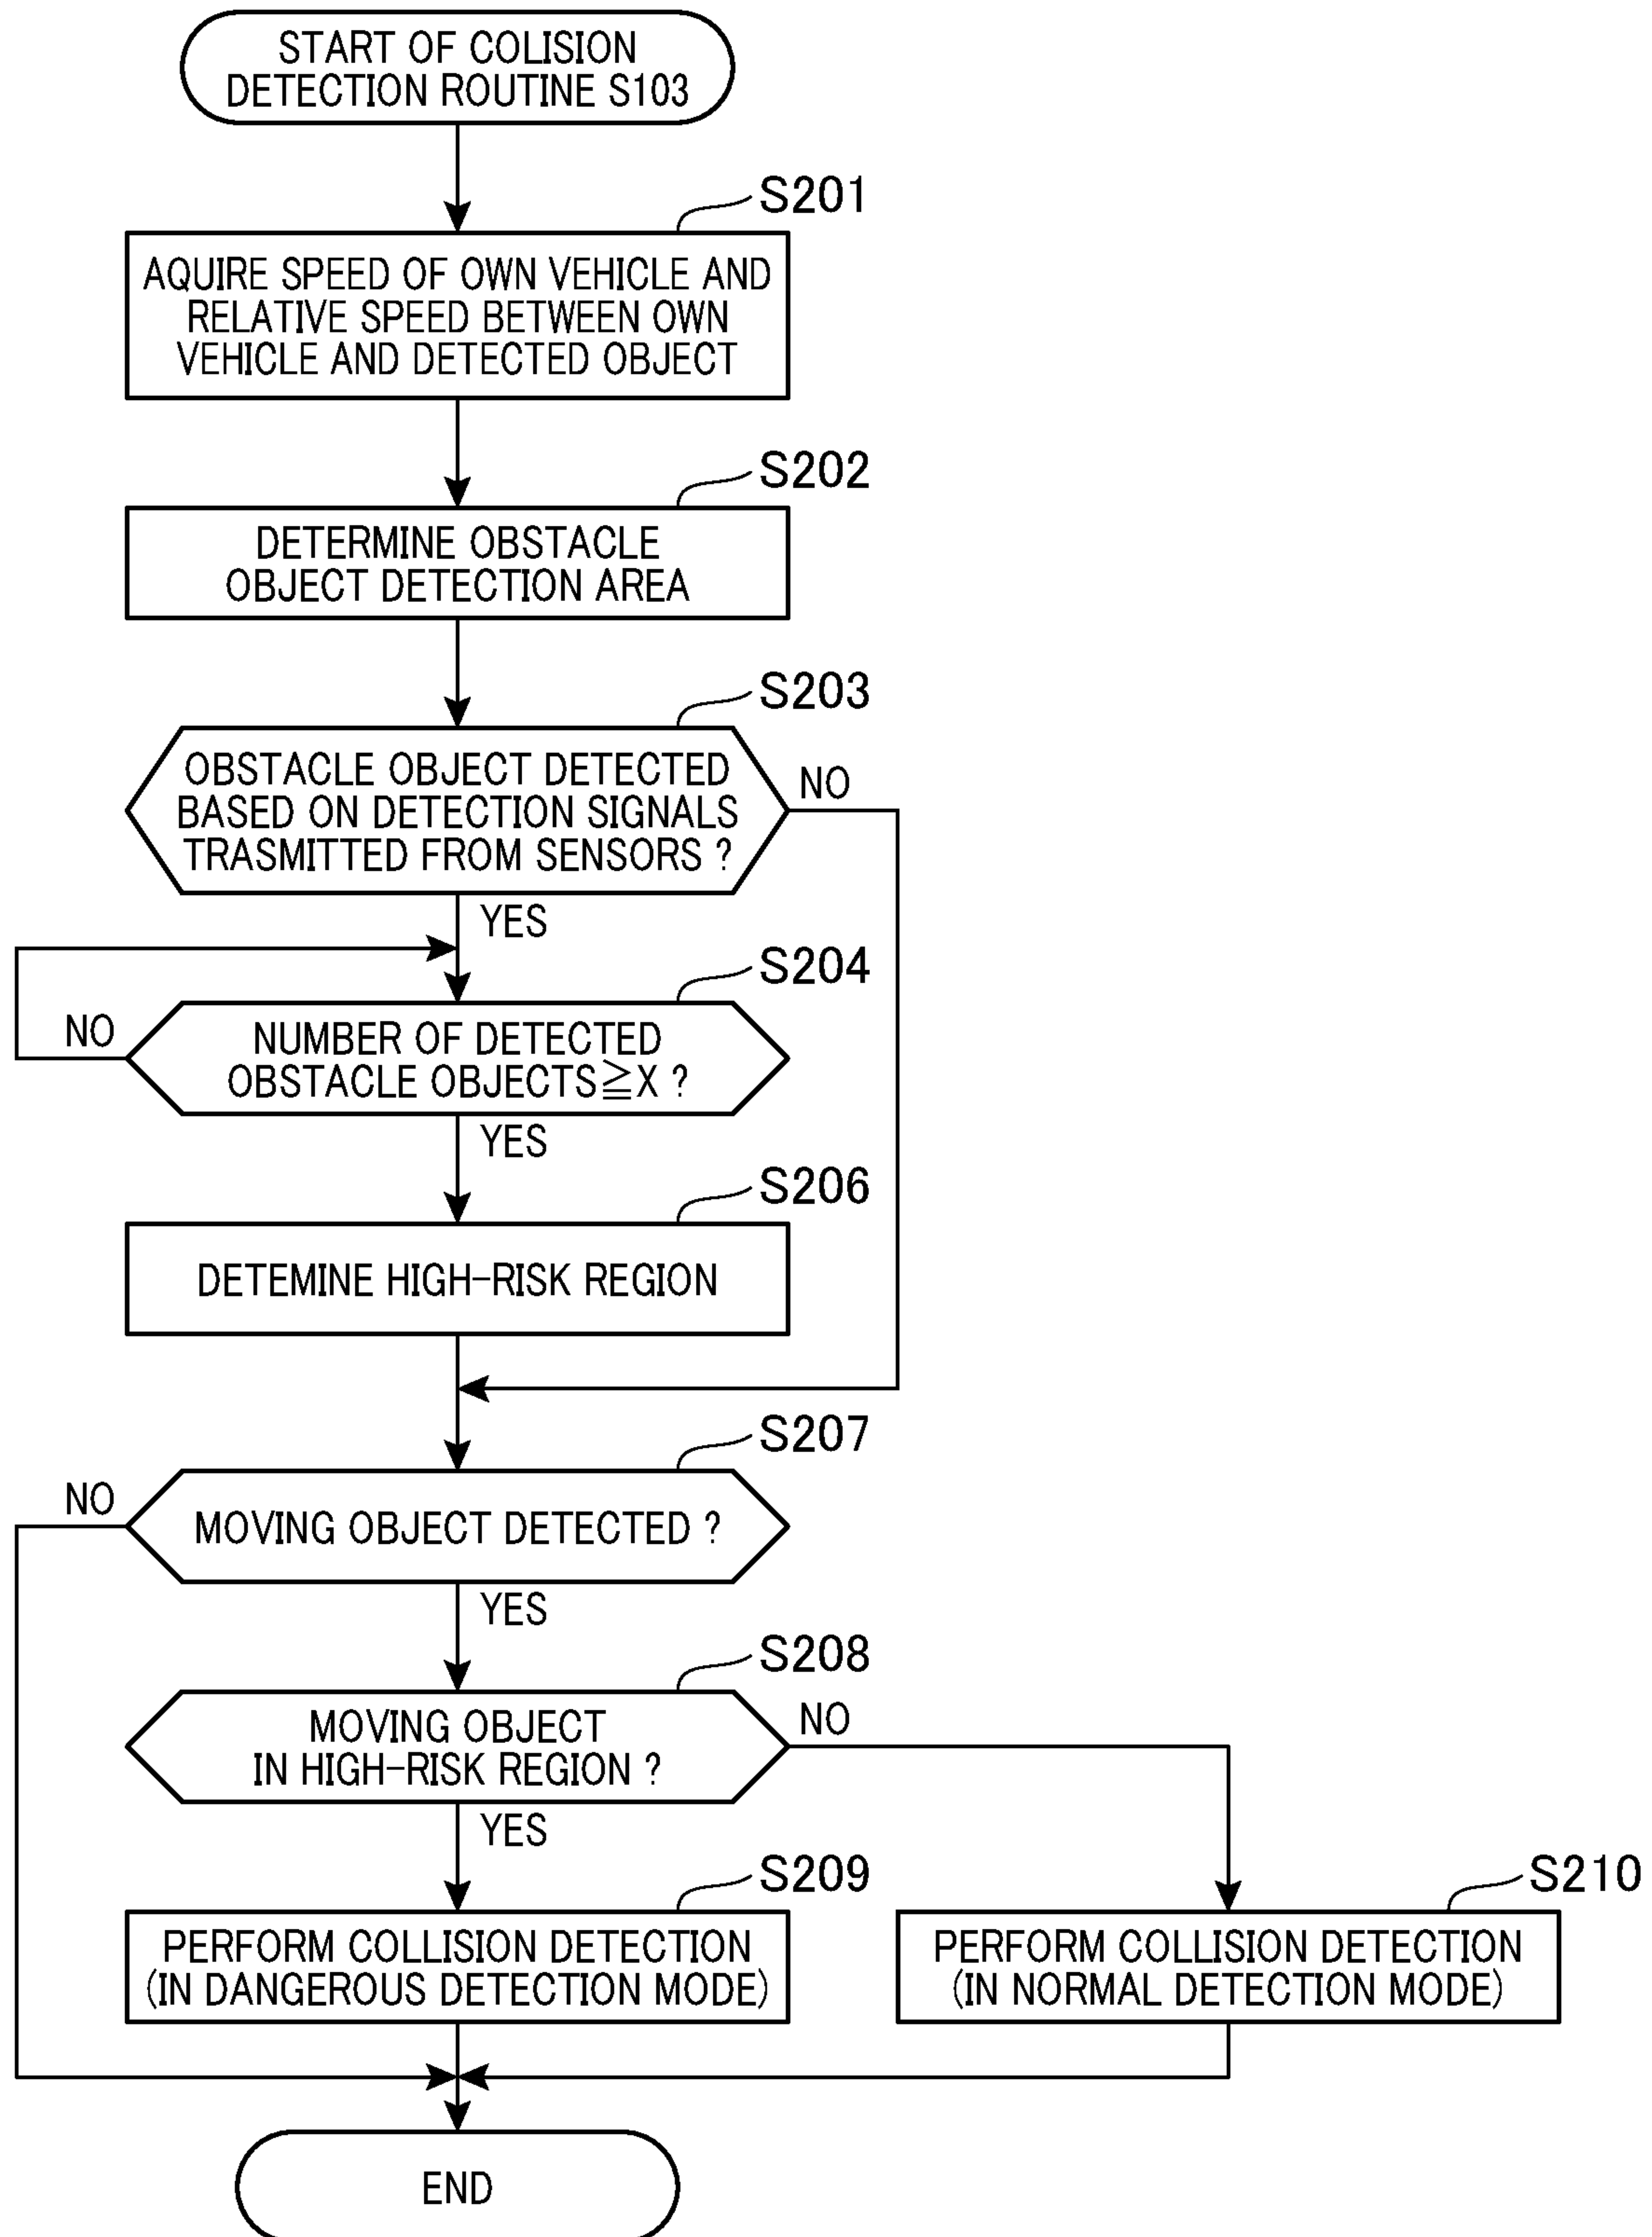 START OF COLISION
DETECTION ROUTINE S103
S201
AQUIRE SPEED OF OWN VEHICLE AND
RELATIVE SPEED BETWEEN OWN
VEHICLE AND DETECTED OBJECT
S202
DETERMINE OBSTACLE
OBJECT DETECTION AREA
S203
OBSTACLE OBJECT DETECTED
BASED ON DETECTION SIGNALS
TRASMITTED FROM SENSORS ?
NO
YES
S204
NO
NUMBER OF DETECTED
OBSTACLE OBJECTS≧X ?
YES
S206
DETEMINE HIGH-RISK REGION
S207
NO
MOVING OBJECT DETECTED ?
YES
S208
MOVING OBJECT
IN HIGH-RISK REGION ?
NO
YES
S209
PERFORM COLLISION DETECTION
(IN DANGEROUS DETECTION MODE)
S210
PERFORM COLLISION DETECTION
(IN NORMAL DETECTION MODE)
END